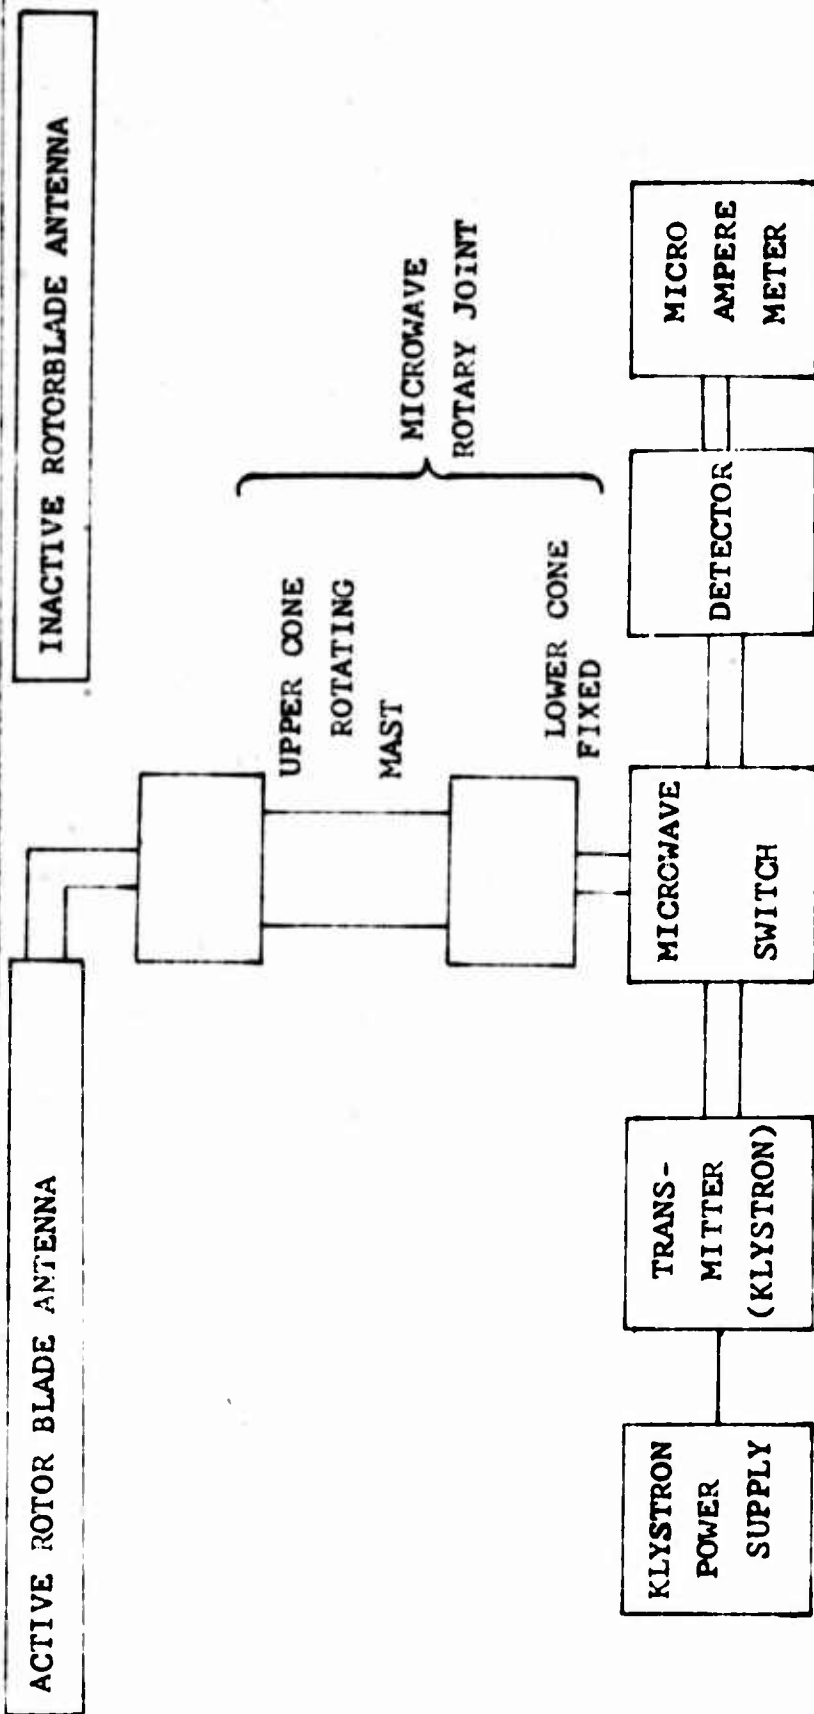 ACTIVE ROTOR BLADE ANTENNA
INACTIVE ROTORBLADE ANTENNA
UPPER CONE
ROTATING
MAST
MICROWAVE
ROTARY JOINT
LOWER CONE
FIXED
KLYSTRON
POWER
SUPPLY
TRANS-
MITTER
(KLYSTRON)
MICROWAVE
SWITCH
DETECTOR
MICRO
AMPERE
METER